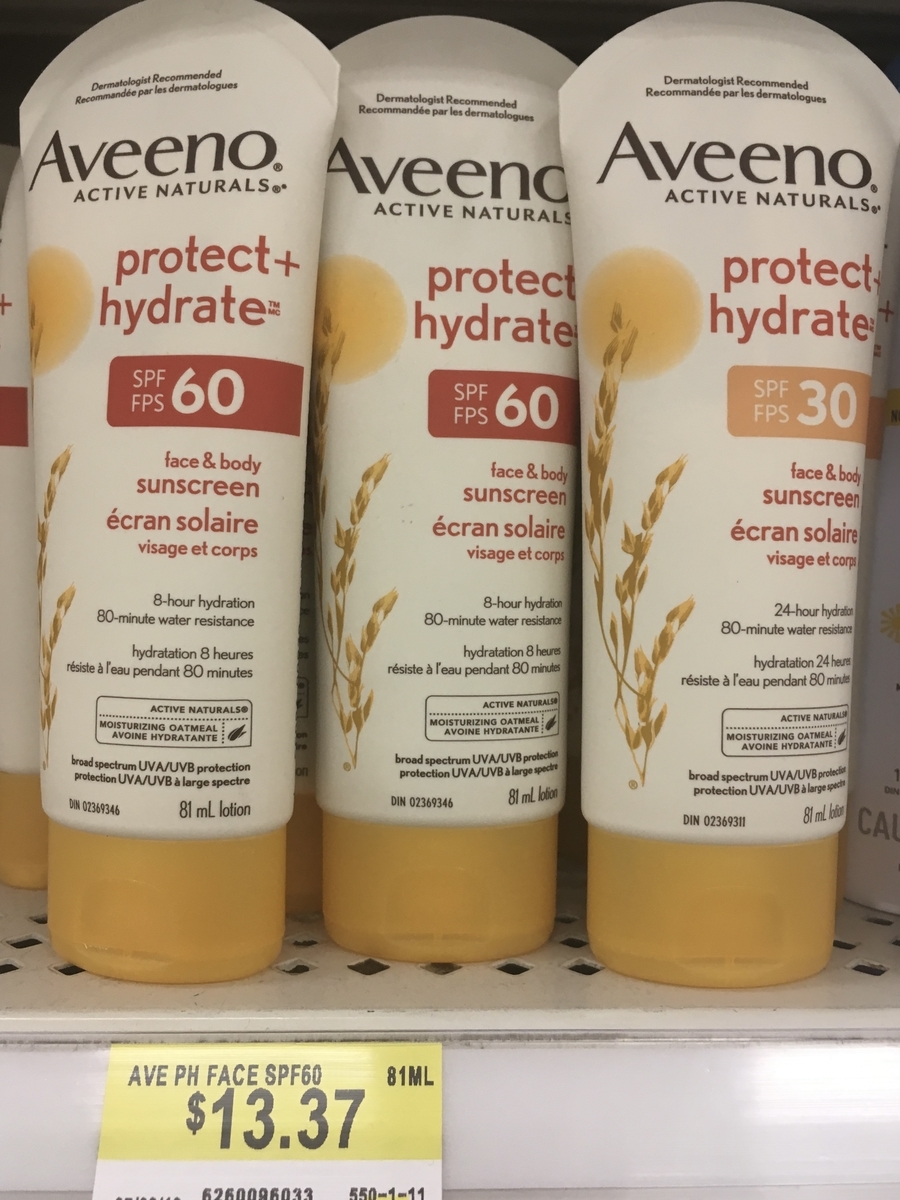 Dermatologist Recommended
Recommandée par les dermatologues
Aveeno®
ACTIVE NATURALS®
protect+
hydrate™
MC
SPF
FPS 60
face & body
sunscreen
écran solaire
visage et corps
8-hour hydration
80-minute water resistance
hydratation 8 heures
résiste à l'eau pendant 80 minutes
ACTIVE NATURALS®
MOISTURIZING OATMEAL
AVOINE HYDRATANTE
broad spectrum UVA/UVB protection
protection UVA/UVB à large spectre
DIN 02369346 81 mL lotion
Dermatologist Recommended
Recommandée par les dermatologues
Aveeno
ACTIVE NATURALS
protect
hydrate
SPF
FPS 60
face & body
sunscreen
écran solaire
visage et corps
8-hour hydration
80-minute water resistance
hydratation 8 heures
résiste à l'eau pendant 80 minutes
ACTIVE NATURALS®
MOISTURIZING OATMEAL
AVOINE HYDRATANTE
broad spectrum UVA/UVB protection
protection UVA/UVB à large spectre
DIN 02369346 81 mL lotion
Dermatologist Recommended
Recommandée par les dermatologues
Aveeno®
ACTIVE NATURALS®
protect+
hydrate
SPF
FPS 30
face & body
sunscreen
écran solaire
visage et corps
24-hour hydration
80-minute water resistance
hydratation 24 heures
résiste à l'eau pendant 80 minutes
ACTIVE NATURALS®
MOISTURIZING OATMEAL
AVOINE HYDRATANTE
broad spectrum UVA/UVB protection
protection UVA/UVB à large spectre
DIN 02369311 81 mL lotion
CAU
AVE PH FACE SPF60 81ML
$13.37
6260096033 550-1-11